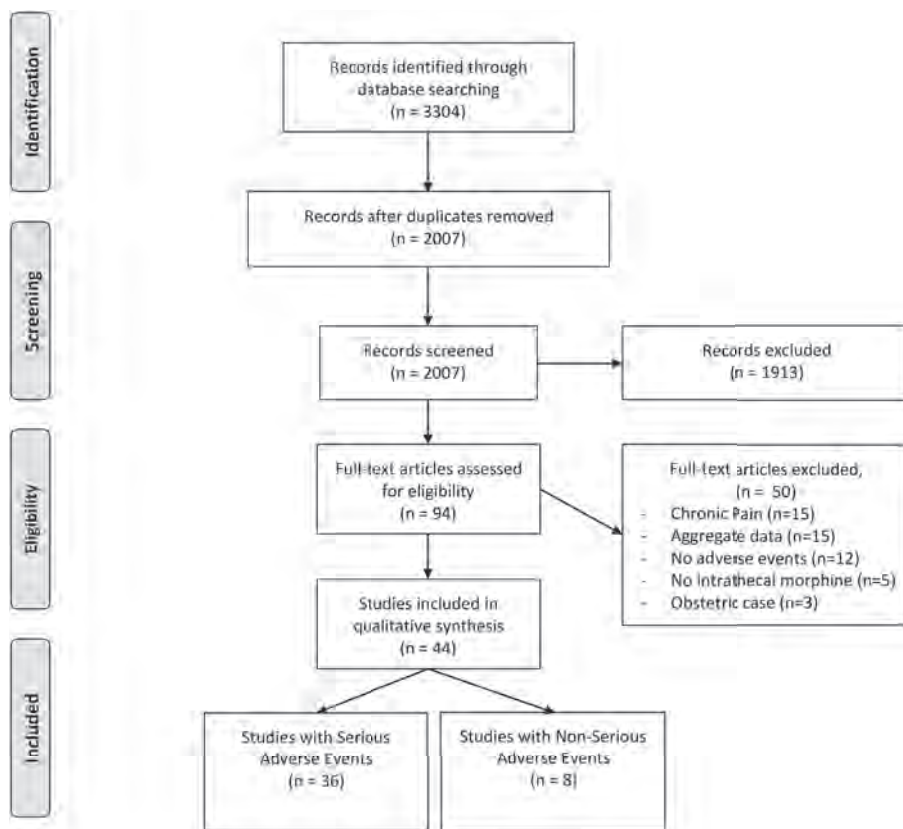 Identification
Records identified through
database searching
(n = 3304)
Records after duplicates removed
(n = 2007)
Screening
Records screened
(n = 2007)
Records excluded
(n = 1913)
Eligibility
Full-text articles assessed
for eligibility
(n = 94)
Full-text articles excluded,
(n = 50)
- Chronic Pain (n=15)
- Aggregate data (n=15)
- No adverse events (n=12)
- No Intrathecal morphine (n=5)
- Obstetric case (n=3)
Studies included in
qualitative synthesis
(n = 44)
Included
Studies with Serious
Adverse Events
(n = 36)
Studies with Non-Serious
Adverse Events
(n = 8)